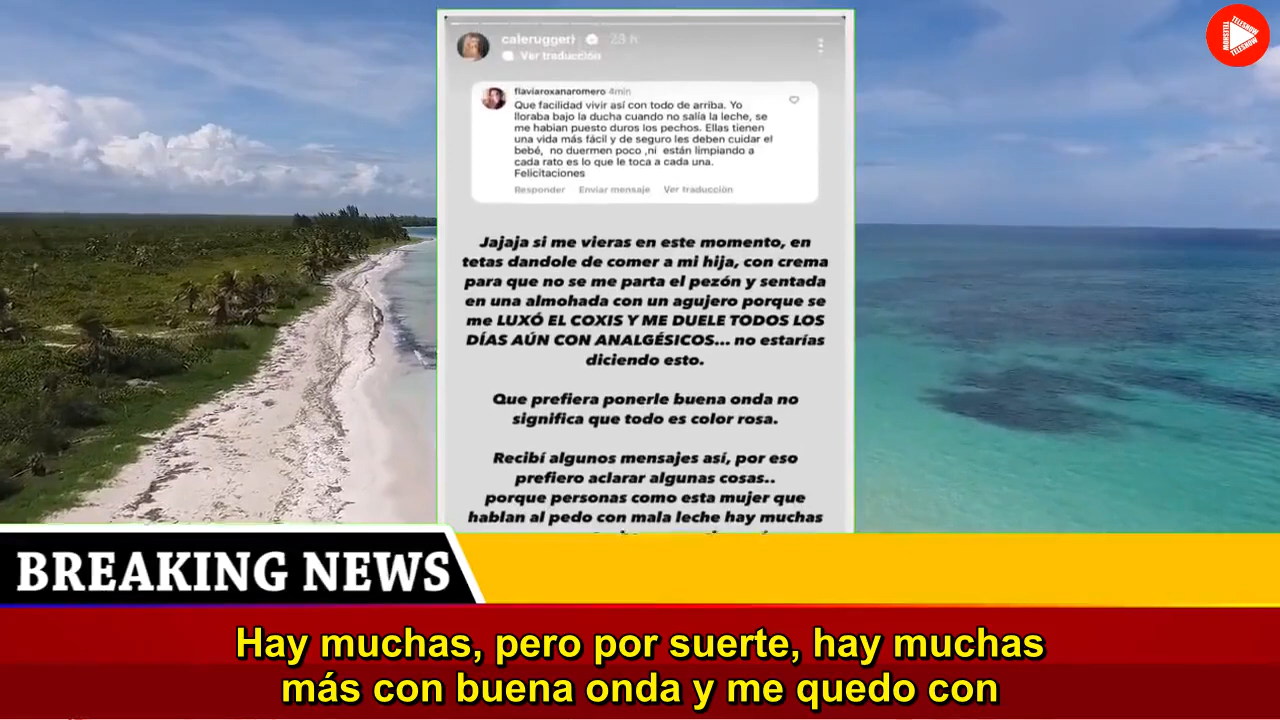 TELESHOW
TELESHOW
TELESHOW
caleruggeri 23 h
Ver traducción
flaviaroxanaromero 4min
Que facilidad vivir así con todo de arriba. Yo
lloraba bajo la ducha cuando no salía la leche, se
me habian puesto duros los pechos. Ellas tienen
una vida más fácil y de seguro les deben cuidar el
bebé, no duermen poco ,ni están limpiando a
cada rato es lo que le toca a cada una.
Felicitaciones
Responder Enviar mensaje Ver traducción
Jajaja si me vieras en este momento, en
tetas dandole de comer a mi hija, con crema
para que no se me parta el pezón y sentada
en una almohada con un agujero porque se
me LUXÓ EL COXIS Y ME DUELE TODOS LOS
DÍAS AÚN CON ANALGÉSICOS... no estarías
diciendo esto.
Que prefiera ponerle buena onda no
significa que todo es color rosa.
Recibí algunos mensajes así, por eso
prefiero aclarar algunas cosas..
porque personas como esta mujer que
hablan al pedo con mala leche hay muchas
BREAKING NEWS
Hay muchas, pero por suerte, hay muchas
más con buena onda y me quedo con